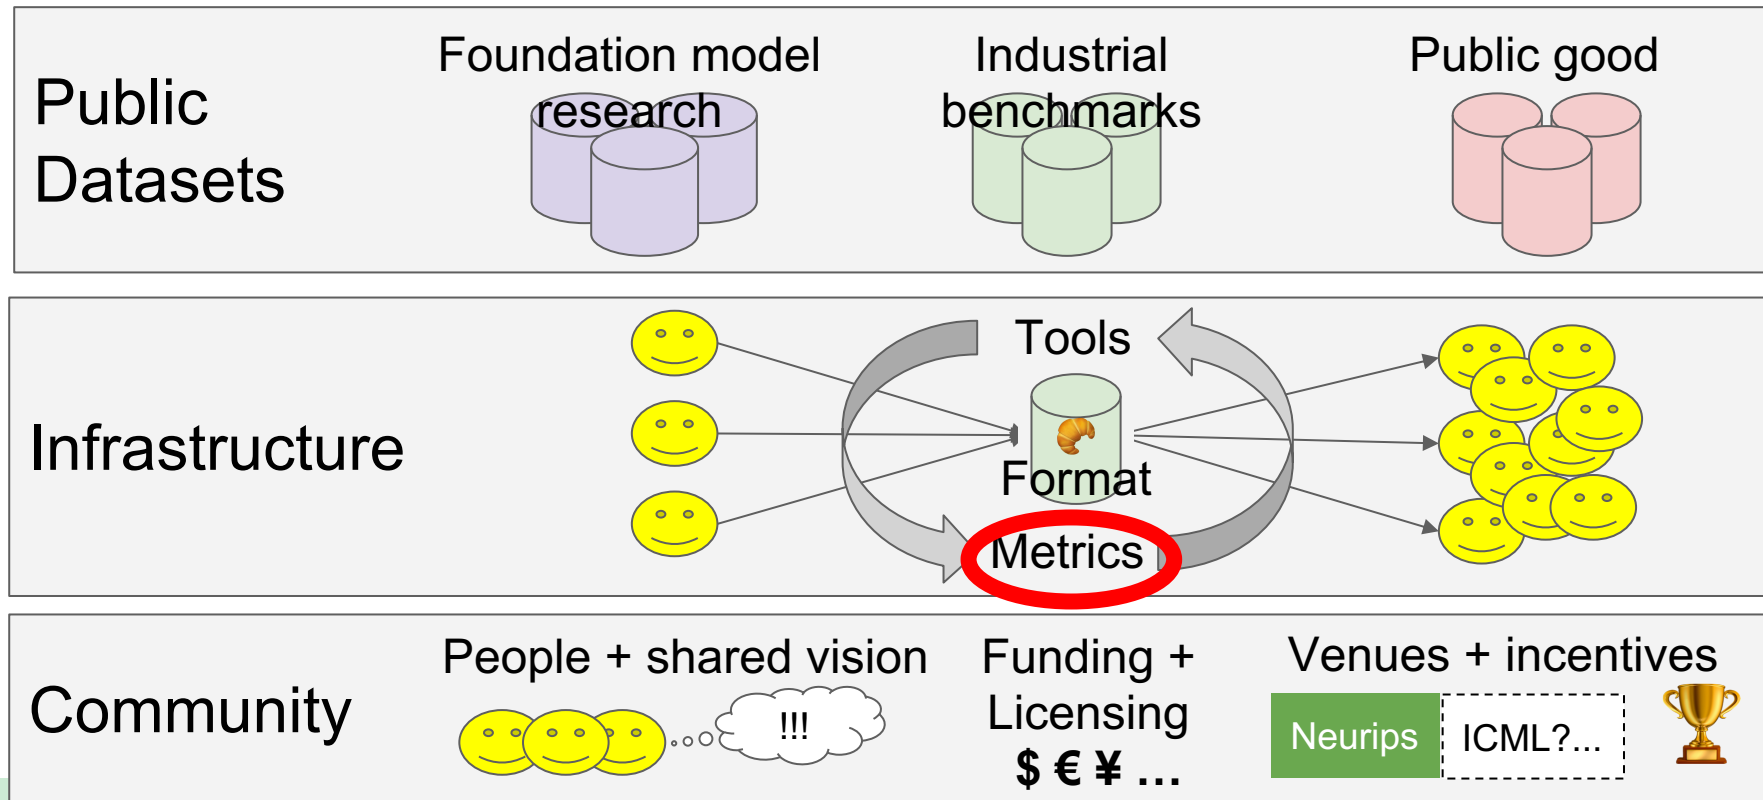 Public
Datasets
Foundation model
research
Industrial
benchmarks
Public good
Infrastructure
Tools
Format
Metrics
Community
People + shared vision
!!!
Funding +
Licensing
$ € ¥ ...
Venues + incentives
Neurips
ICML?...